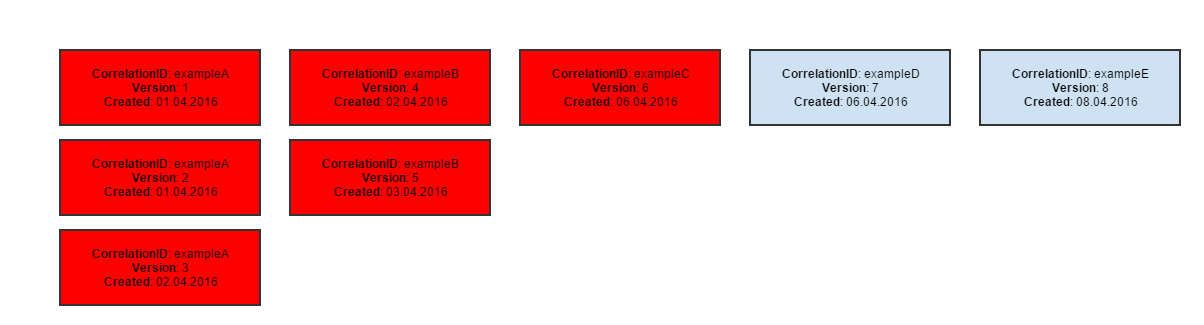 CorrelationID: exampleA
Version: 1
Created: 01.04.2016
CorrelationID: exampleB
Version: 4
Created: 02.04.2016
CorrelationID: exampleC
Version: 6
Created: 06.04.2016
CorrelationID: exampleD
Version: 7
Created: 06.04.2016
CorrelationID: exampleE
Version: 8
Created: 08.04.2016
CorrelationID: exampleA
Version: 2
Created: 01.04.2016
CorrelationID: exampleB
Version: 5
Created: 03.04.2016
CorrelationID: exampleA
Version: 3
Created: 02.04.2016